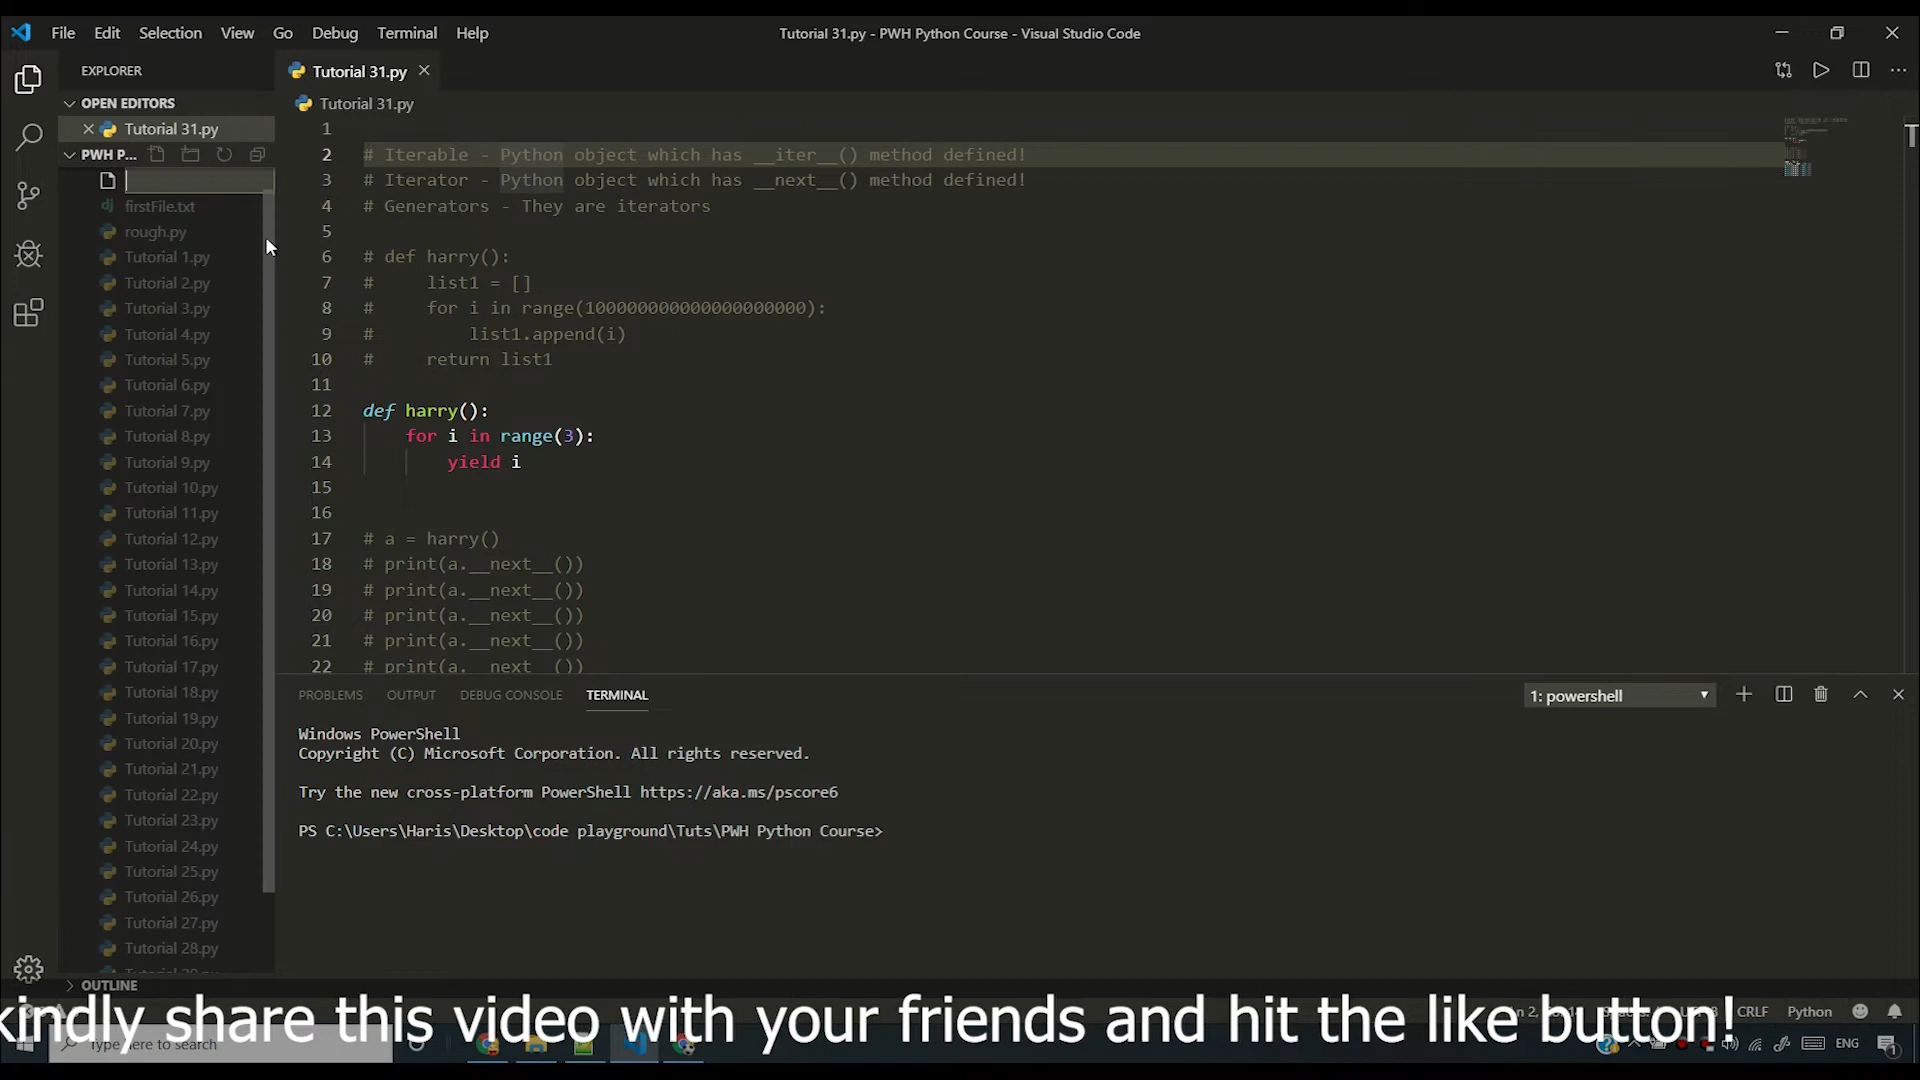 File Edit Selection View Go Debug Terminal Help
Tutorial 31.py - PWH Python Course - Visual Studio Code
EXPLORER
OPEN EDITORS
Tutorial 31.py
PWH P...
firstFile.txt
rough.py
Tutorial 1.py
Tutorial 2.py
Tutorial 3.py
Tutorial 4.py
Tutorial 5.py
Tutorial 6.py
Tutorial 7.py
Tutorial 8.py
Tutorial 9.py
Tutorial 10.py
Tutorial 11.py
Tutorial 12.py
Tutorial 13.py
Tutorial 14.py
Tutorial 15.py
Tutorial 16.py
Tutorial 17.py
Tutorial 18.py
Tutorial 19.py
Tutorial 20.py
Tutorial 21.py
Tutorial 22.py
Tutorial 23.py
Tutorial 24.py
Tutorial 25.py
Tutorial 26.py
Tutorial 27.py
Tutorial 28.py
OUTLINE
Tutorial 31.py
Tutorial 31.py
1
2 # Iterable - Python object which has __iter__() method defined!
3 # Iterator - Python object which has __next__() method defined!
4 # Generators - They are iterators
5
6 # def harry():
7 # list1 = []
8 # for i in range(100000000000000000000):
9 # list1.append(i)
10 # return list1
11
12 def harry():
13 for i in range(3):
14 yield i
15
16
17 # a = harry()
18 # print(a.__next__())
19 # print(a.__next__())
20 # print(a.__next__())
21 # print(a.__next__())
22 # print(a.__next__())
PROBLEMS OUTPUT DEBUG CONSOLE TERMINAL
1: powershell
Windows PowerShell
Copyright (C) Microsoft Corporation. All rights reserved.
Try the new cross-platform PowerShell https://aka.ms/pscore6
PS C:\Users\Haris\Desktop\code playground\Tuts\PWH Python Course>
kindly share this video with your friends and hit the like button!
CRLF Python
Type here to search
ENG